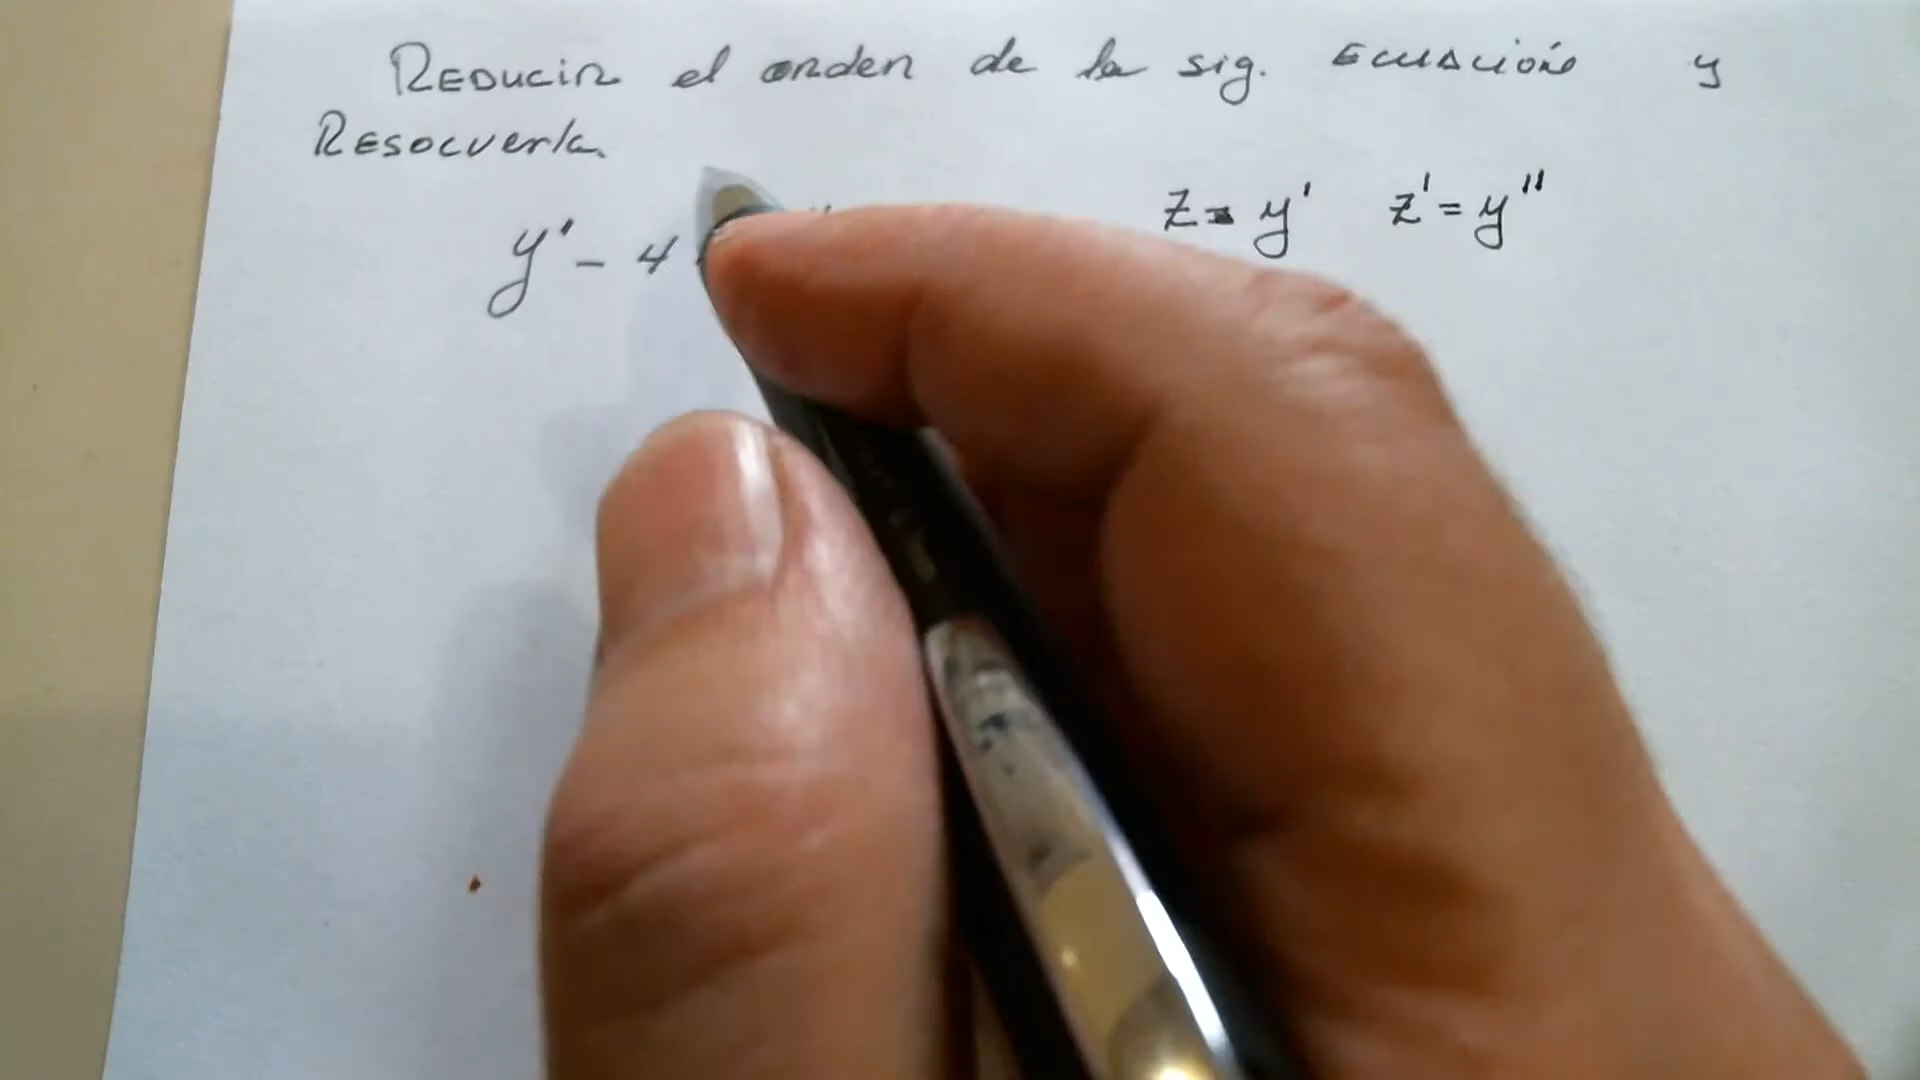 REDUCIR el orden de la sig. ECUACIÓN y
RESOLVERLA.
z = y' z' = y''
y' - 4